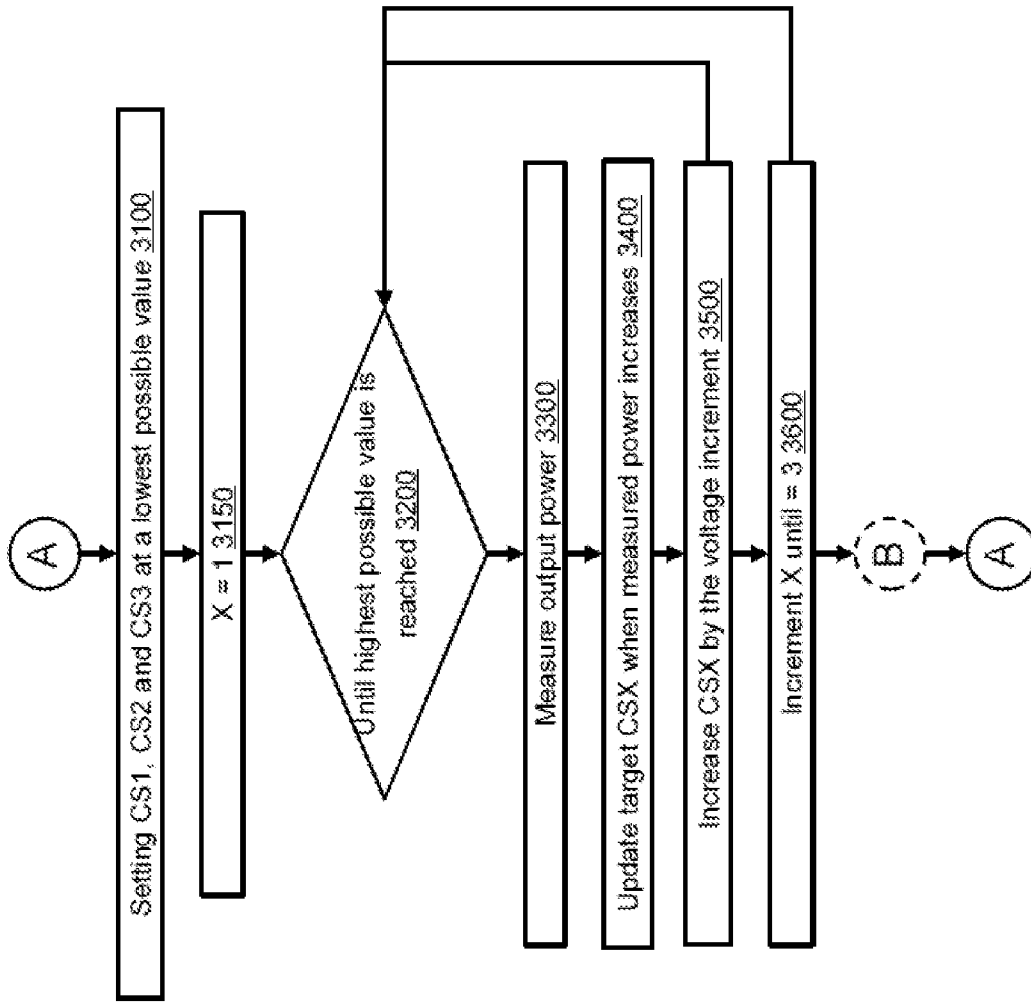 A
Setting CS1, CS2 and CS3 at a lowest possible value 3100
X = 1 3150
Until highest possible value is
reached 3200
Measure output power 3300
Update target CSX when measured power increases 3400
Increase CSX by the voltage increment 3500
Increment X until = 3 3600
B
A